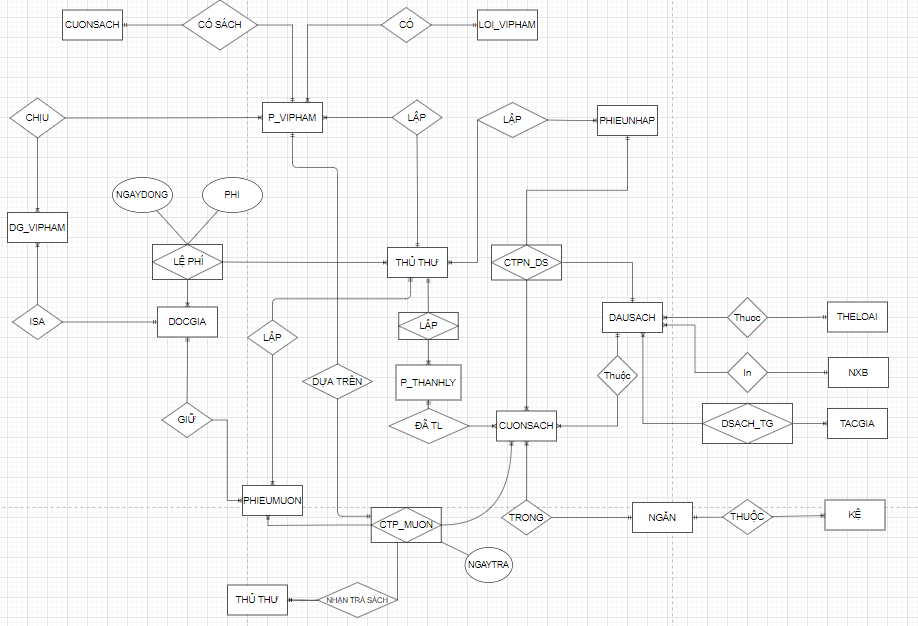 CUONSACH
CÓ SÁCH
CÓ
LOI_VIPHAM
CHỊU
P_VIPHAM
LẬP
LẬP
PHIEUNHAP
NGAYDONG
PHI
DG_VIPHAM
LỆ PHÍ
THỦ THƯ
CTPN_DS
ISA
DOCGIA
LẬP
LẬP
DAUSACH
Thuoc
THELOAI
DỰA TRÊN
P_THANHLY
Thuộc
In
NXB
GIỮ
ĐÃ TL
CUONSACH
DSACH_TG
TACGIA
PHIEUMUON
CTP_MUON
TRONG
NGĂN
THUỘC
KỆ
NGAYTRA
THỦ THƯ
NHẬN TRẢ SÁCH